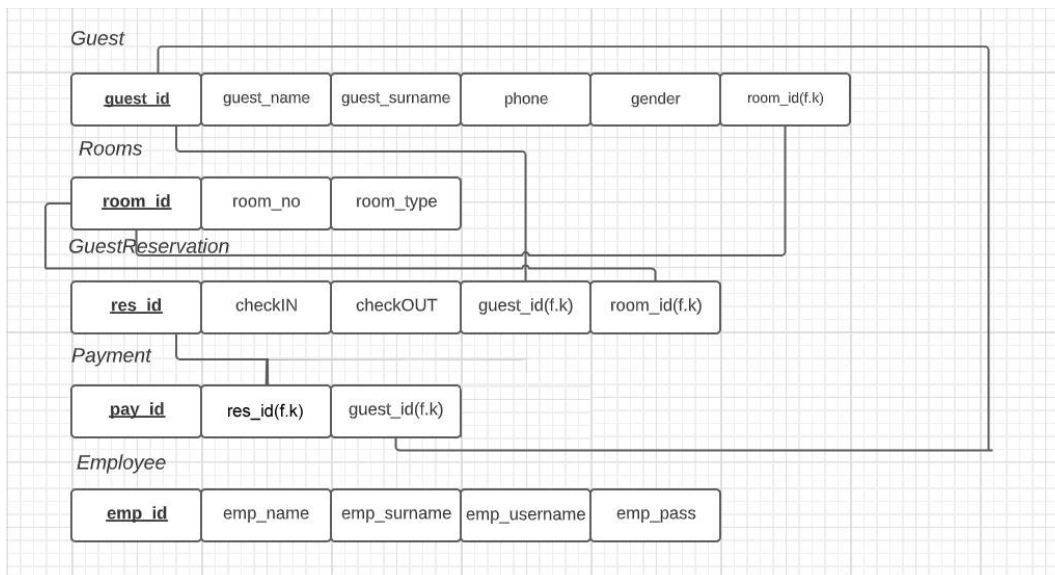 Guest
guest_id guest_name guest_surname phone gender room_id(f.k)
Rooms
room_id room_no room_type
GuestReservation
res_id checkIN checkOUT guest_id(f.k) room_id(f.k)
Payment
pay_id res_id(f.k) guest_id(f.k)
Employee
emp_id emp_name emp_surname emp_username emp_pass